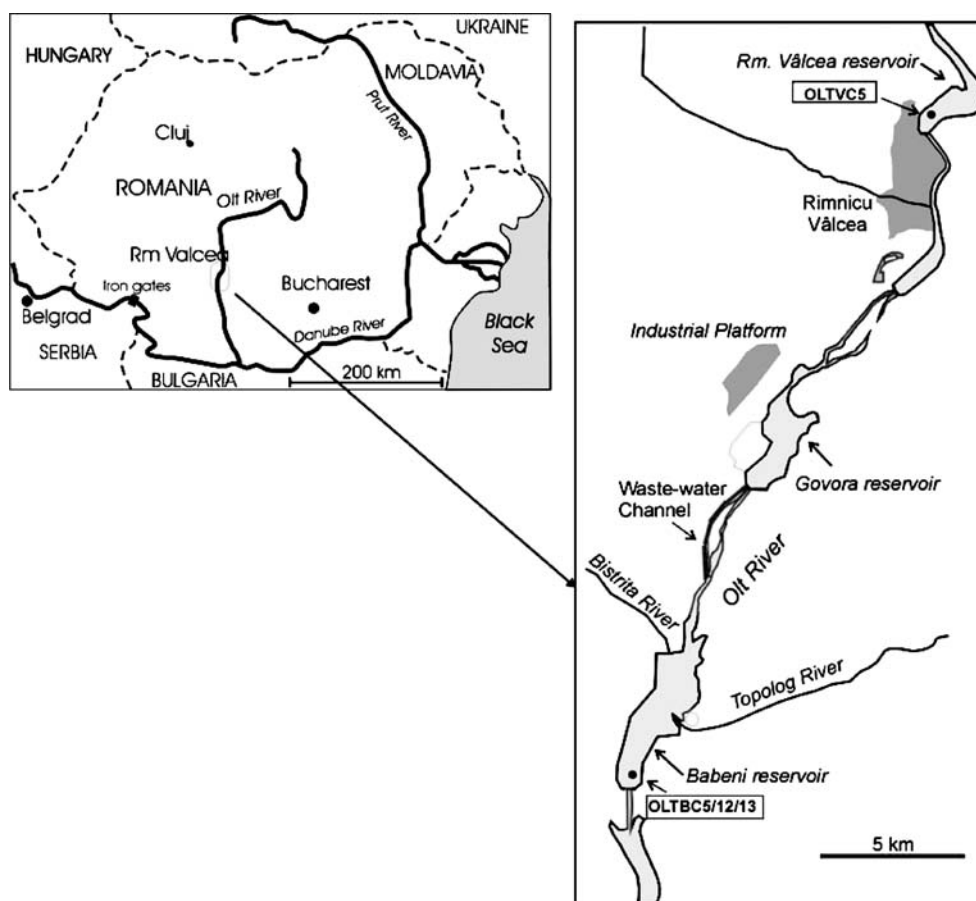 HUNGARY
UKRAINE
MOLDAVIA
Prut River
Cluj
ROMANIA
Olt River
Rm Valcea
Iron gates
Bucharest
Belgrad
Danube River
Black
Sea
SERBIA
BULGARIA
200 km
Rm. Vâlcea reservoir
OLTVC5
Rimnicu
Vâlcea
Industrial Platform
Govora reservoir
Waste-water
Channel
Olt River
Bistrita River
Topolog River
Babeni reservoir
OLTBC5/12/13
5 km